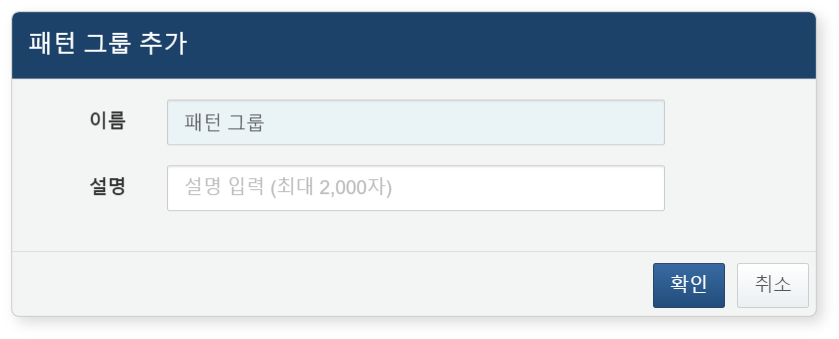 패턴 그룹 추가
이름 패턴 그룹
설명 설명 입력 (최대 2,000자)
확인 취소